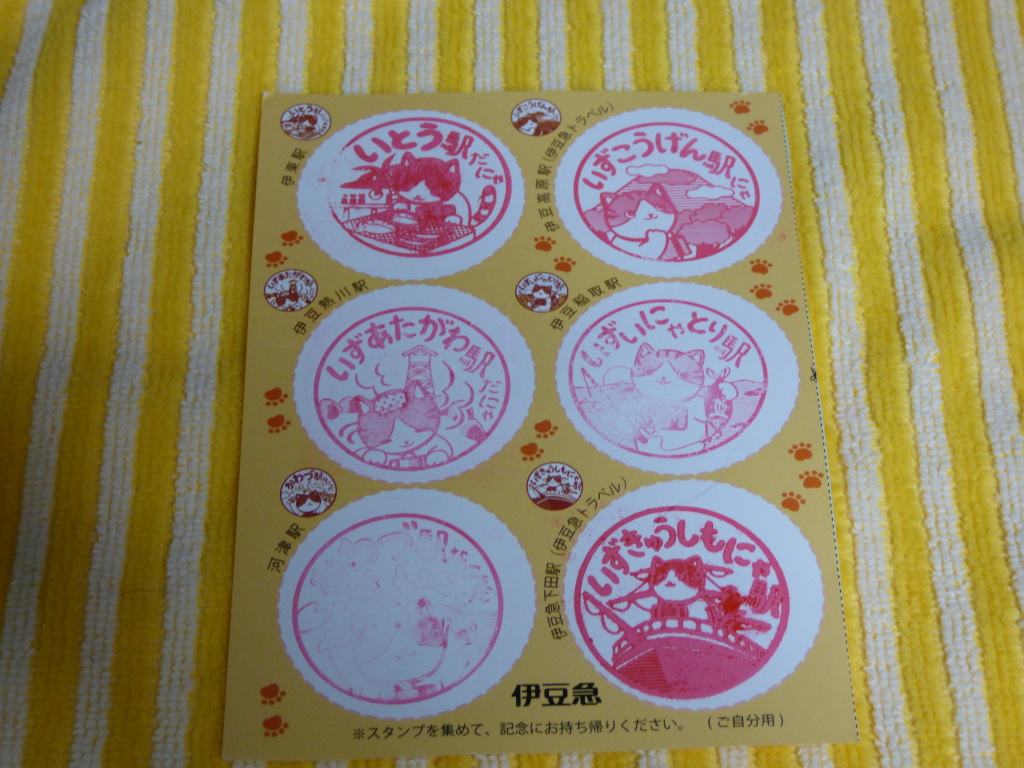 伊東駅
いとう駅だにゃ
伊豆高原駅(伊豆急トラベル)
いずこうげん駅にゃ
伊豆熱川駅
いずあたがわ駅だにゃ
伊豆稲取駅
いずいにゃとり駅
河津駅
づ駅
伊豆急下田駅(伊豆急トラベル)
いずきゅうしもにゃ駅
伊豆急
※スタンプを集めて、記念にお持ち帰りください。 (ご自分用)